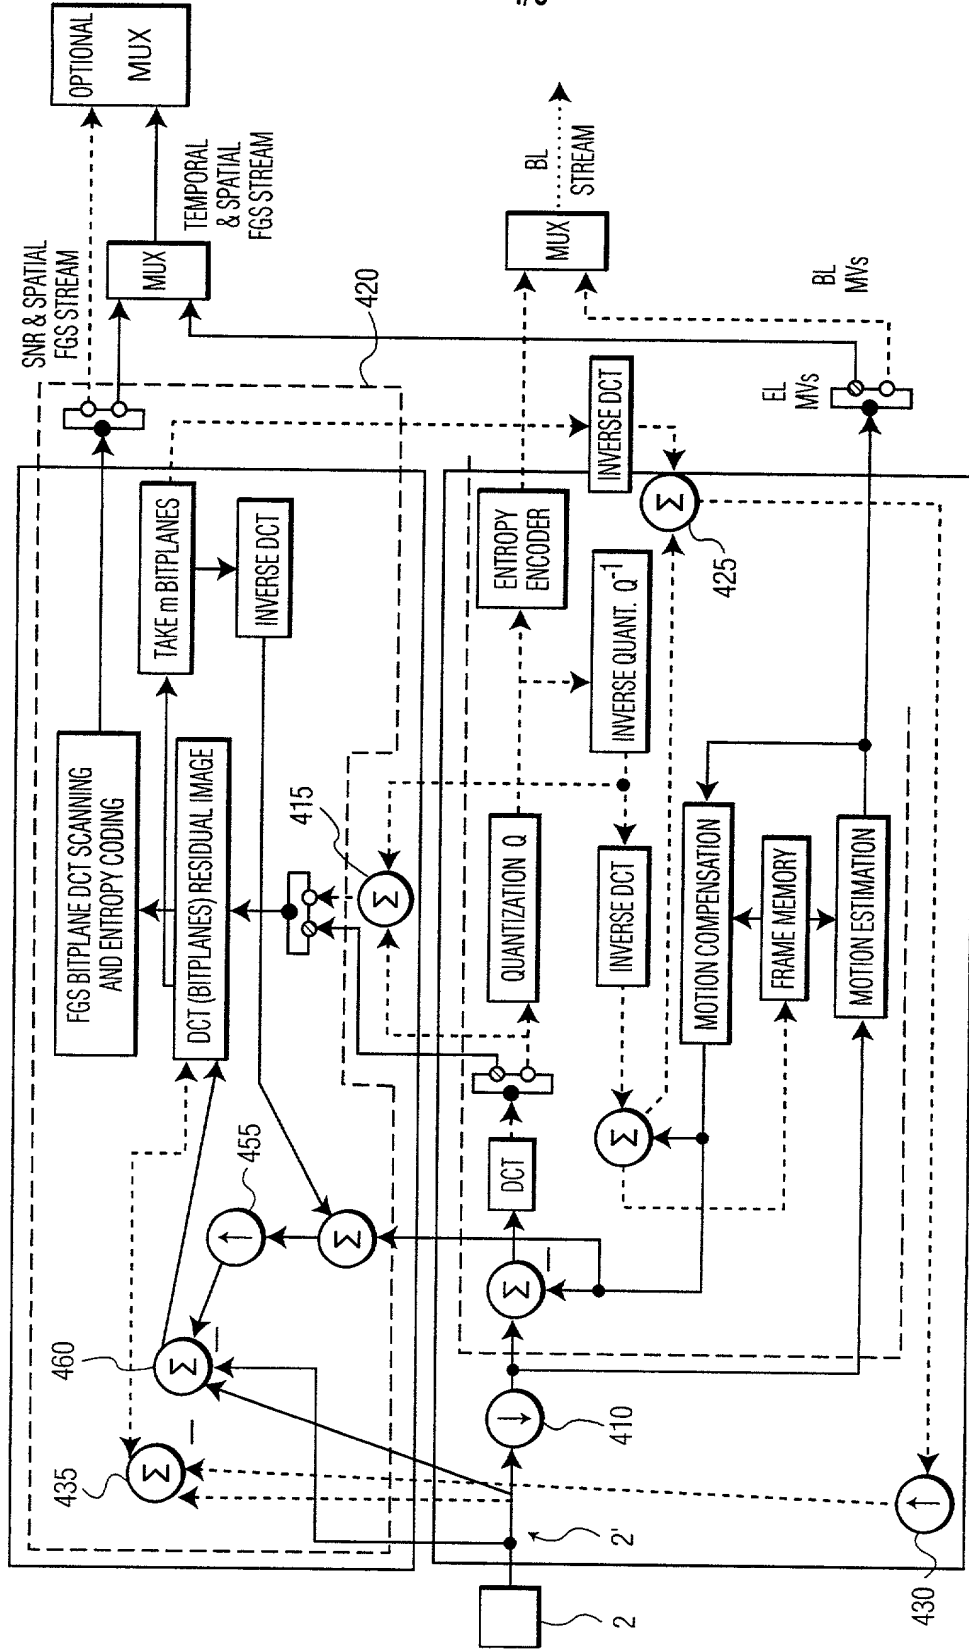 OPTIONAL
MUX
SNR & SPATIAL
FGS STREAM
MUX
TEMPORAL
& SPATIAL
FGS STREAM
420
BL
STREAM
MUX
BL
MVs
EL
MVs
TAKE m BITPLANES
INVERSE DCT
INVERSE DCT
ENTROPY
ENCODER
Σ
425
INVERSE QUANT. Q-1
FGS BITPLANE DCT SCANNING
AND ENTROPY CODING
DCT (BITPLANES) RESIDUAL IMAGE
415
Σ
QUANTIZATION Q
INVERSE DCT
MOTION COMPENSATION
FRAME MEMORY
MOTION ESTIMATION
455
↑
Σ
DCT
Σ
Σ
–
460
Σ
–
435
Σ
–
↓
410
2'
2
↑
430